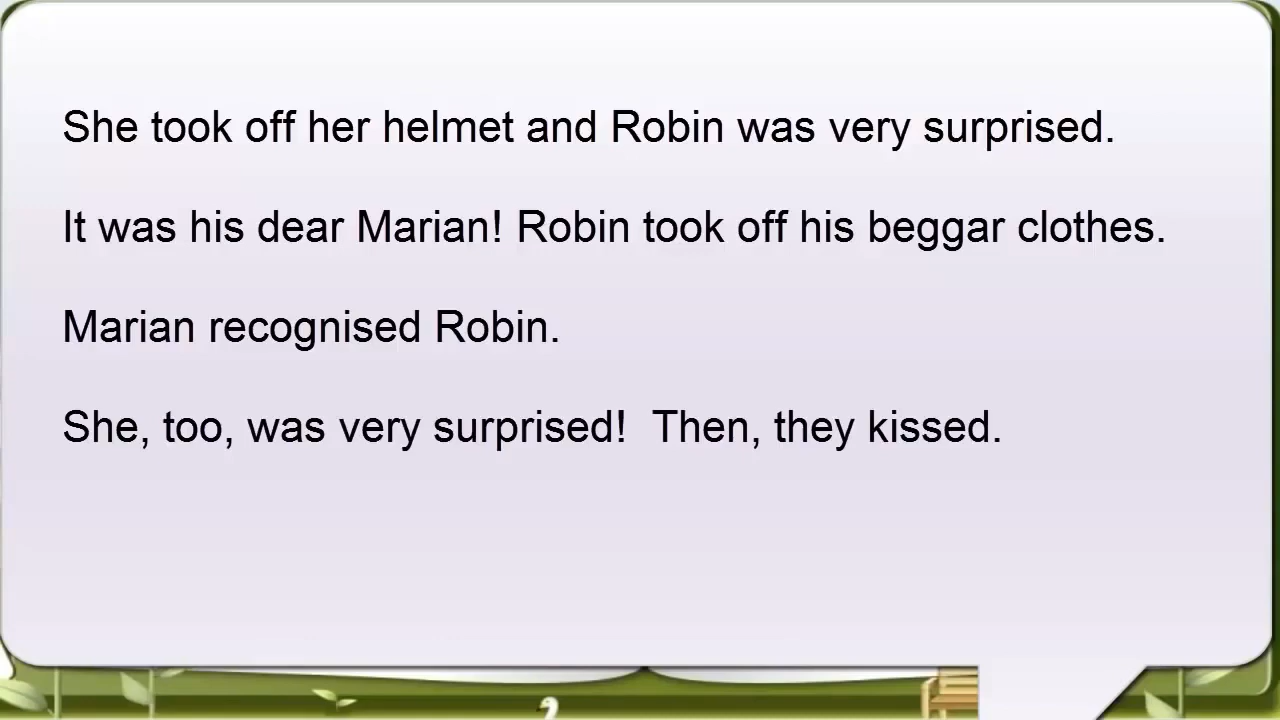 She took off her helmet and Robin was very surprised.
It was his dear Marian! Robin took off his beggar clothes.
Marian recognised Robin.
She, too, was very surprised!  Then, they kissed.